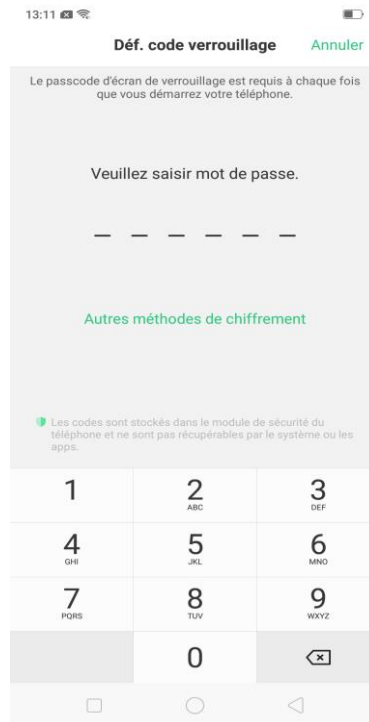 13:11
Déf. code verrouillage Annuler
Le passcode d'écran de verrouillage est requis à chaque fois
que vous démarrez votre téléphone.
Veuillez saisir mot de passe.
Autres méthodes de chiffrement
Les codes sont stockés dans le module de sécurité du
téléphone et ne sont pas récupérables par le système ou les
apps.
1 2 3
ABC DEF
4 5 6
GHI JKL MNO
7 8 9
PQRS TUV WXYZ
0